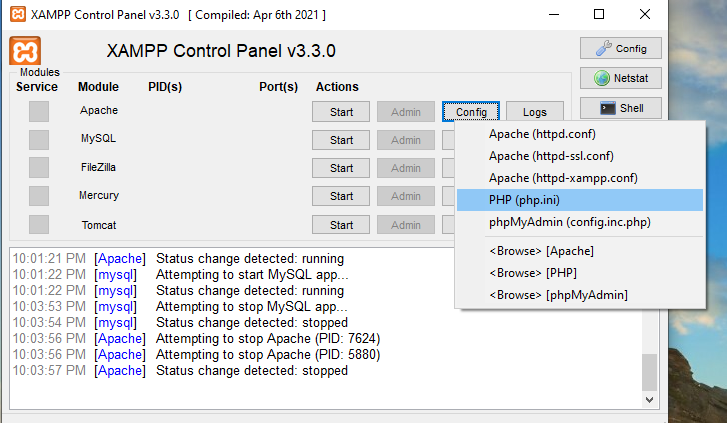 XAMPP Control Panel v3.3.0 [ Compiled: Apr 6th 2021 ]
XAMPP Control Panel v3.3.0
Config
Modules
Service Module PID(s) Port(s) Actions
Netstat
Apache Start Admin Config Logs
Shell
MySQL Start Admin
FileZilla Start Admin
Mercury Start Admin
Tomcat Start Admin
Apache (httpd.conf)
Apache (httpd-ssl.conf)
Apache (httpd-xampp.conf)
PHP (php.ini)
phpMyAdmin (config.inc.php)
<Browse> [Apache]
<Browse> [PHP]
<Browse> [phpMyAdmin]
10:01:21 PM [Apache] Status change detected: running
10:01:22 PM [mysql] Attempting to start MySQL app...
10:01:22 PM [mysql] Status change detected: running
10:03:53 PM [mysql] Attempting to stop MySQL app...
10:03:54 PM [mysql] Status change detected: stopped
10:03:56 PM [Apache] Attempting to stop Apache (PID: 7624)
10:03:56 PM [Apache] Attempting to stop Apache (PID: 5880)
10:03:57 PM [Apache] Status change detected: stopped